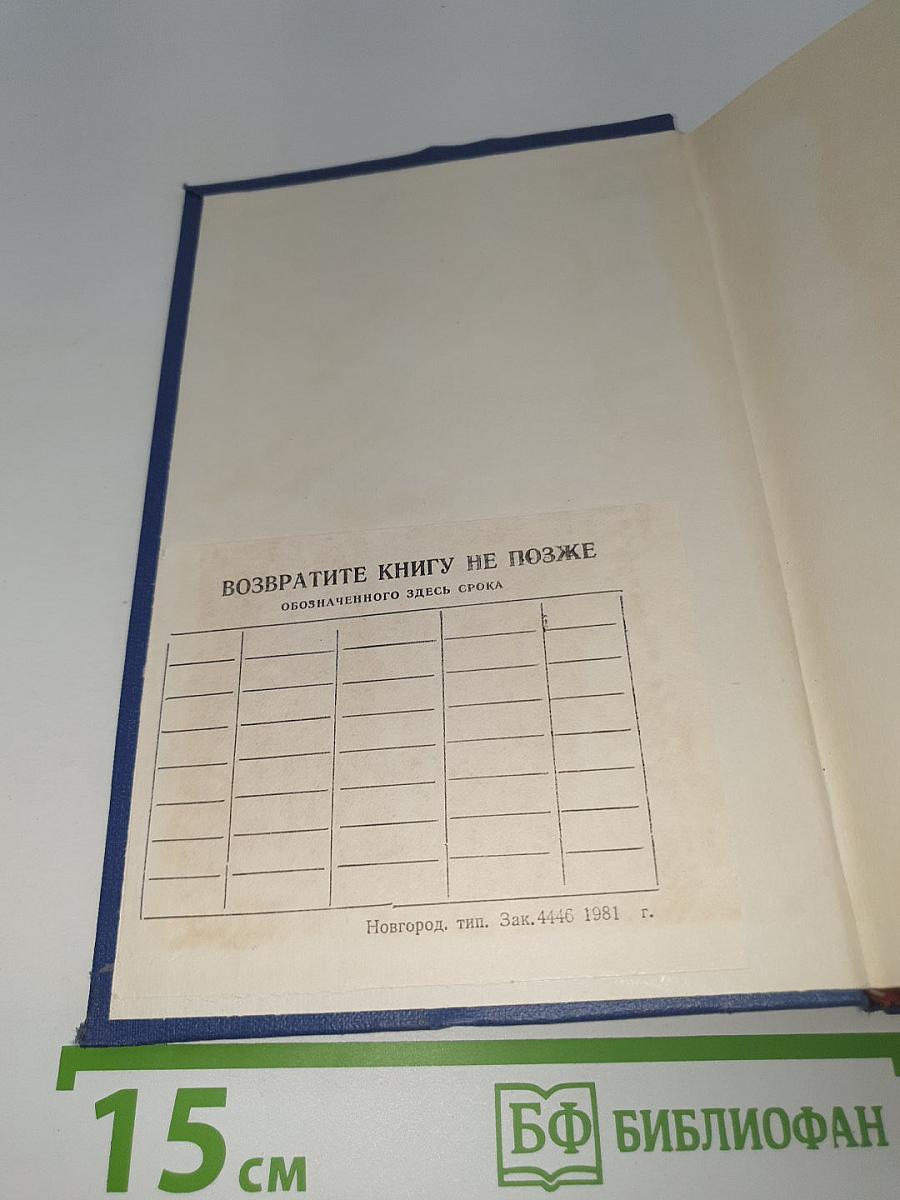 ВОЗВРАТИТЕ КНИГУ НЕ ПОЗЖЕ
ОБОЗНАЧЕННОГО ЗДЕСЬ СРОКА
Новгород. тип. Зак. 4446 1981 г.
15 см
БФ БИБЛИОФАН